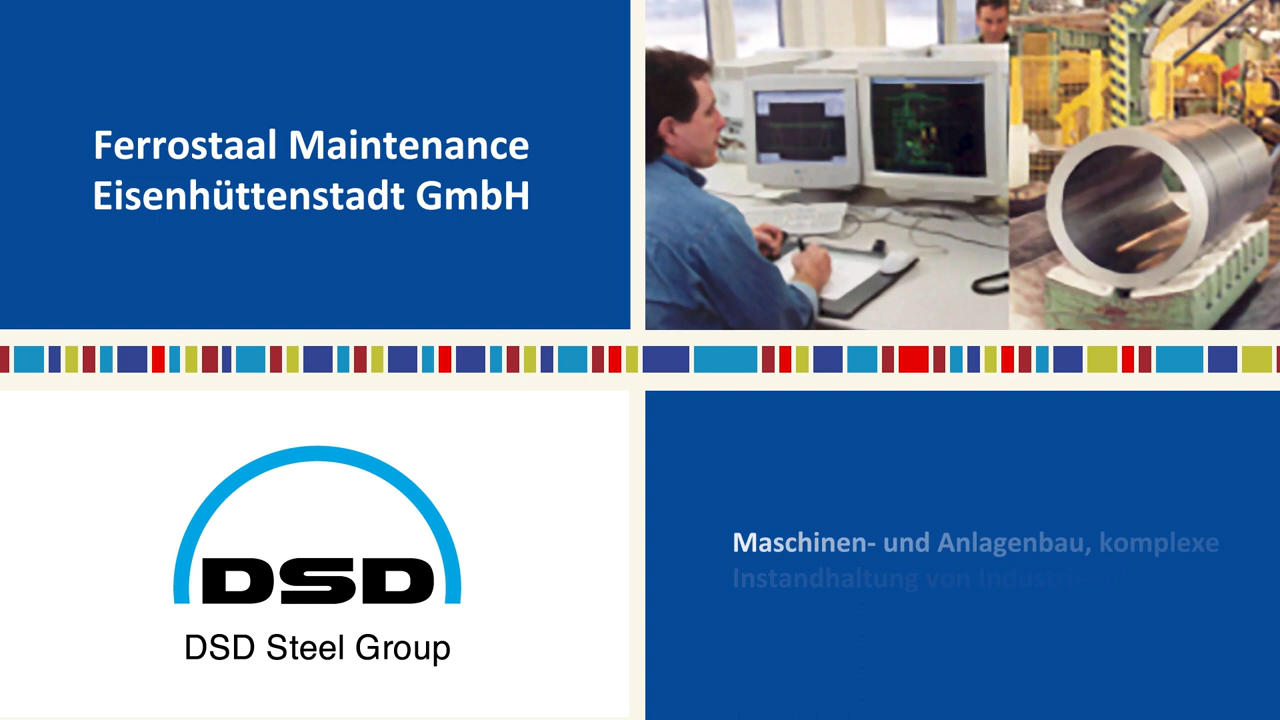 Ferrostaal Maintenance
Eisenhüttenstadt GmbH
DSD
DSD Steel Group
Maschinen- und Anlagenbau, komplexe
Instandhaltung von